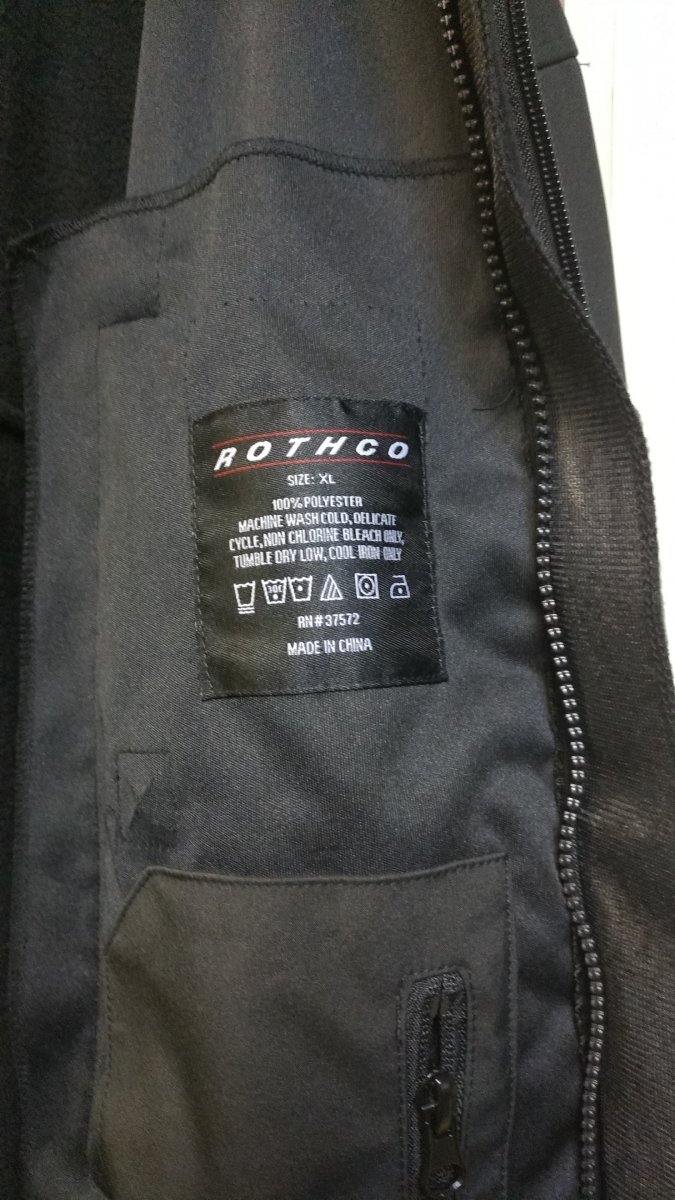 ROTHCO
SIZE: XL
100% POLYESTER
MACHINE WASH COLD, DELICATE
CYCLE, NON CHLORINE BLEACH ONLY,
TUMBLE DRY LOW, COOL IRON ONLY
30C
RN# 37572
MADE IN CHINA